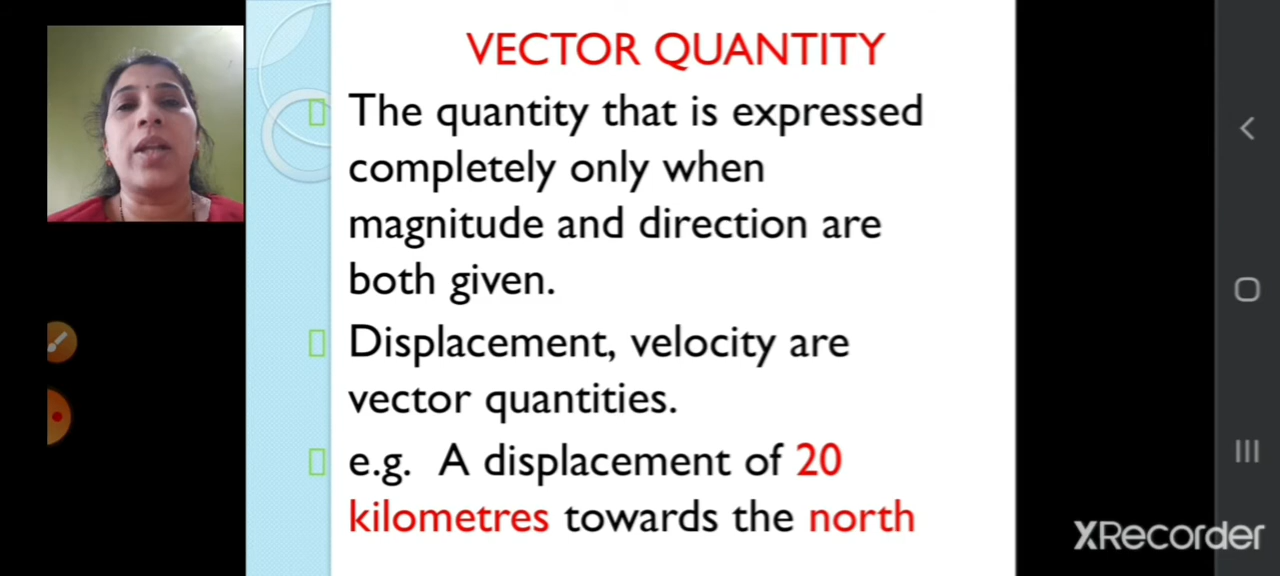 VECTOR QUANTITY
The quantity that is expressed
completely only when
magnitude and direction are
both given.
Displacement, velocity are
vector quantities.
e.g. A displacement of 20
kilometres towards the north
XRecorder